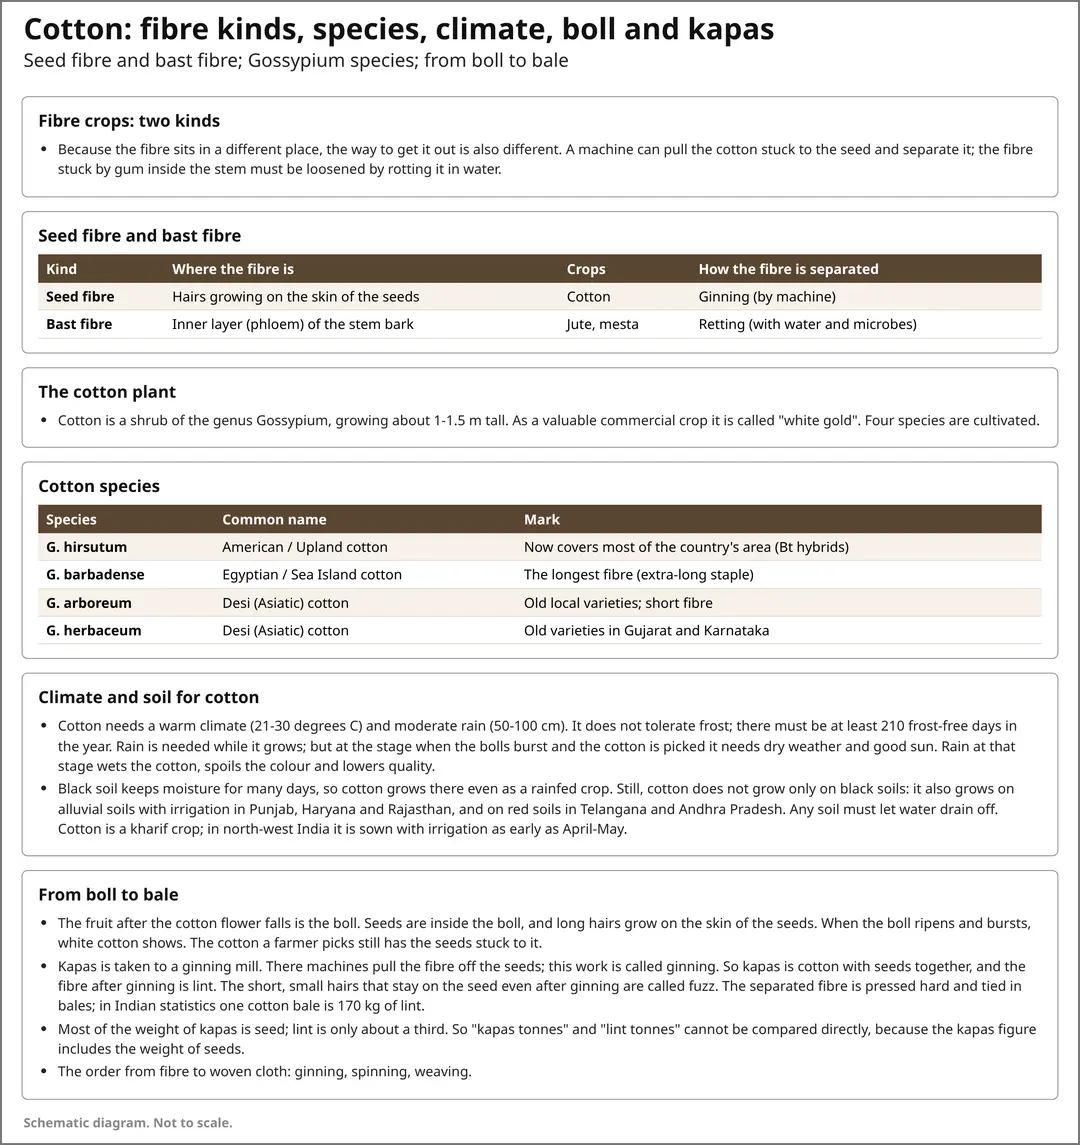 Cotton: fibre kinds, species, climate, boll and kapas
Seed fibre and bast fibre; Gossypium species; from boll to bale
Fibre crops: two kinds
• Because the fibre sits in a different place, the way to get it out is also different. A machine can pull the cotton stuck to the seed and separate it; the fibre
stuck by gum inside the stem must be loosened by rotting it in water.
Seed fibre and bast fibre
Kind Where the fibre is Crops How the fibre is separated
Seed fibre Hairs growing on the skin of the seeds Cotton Ginning (by machine)
Bast fibre Inner layer (phloem) of the stem bark Jute, mesta Retting (with water and microbes)
The cotton plant
• Cotton is a shrub of the genus Gossypium, growing about 1-1.5 m tall. As a valuable commercial crop it is called "white gold". Four species are cultivated.
Cotton species
Species Common name Mark
G. hirsutum American / Upland cotton Now covers most of the country's area (Bt hybrids)
G. barbadense Egyptian / Sea Island cotton The longest fibre (extra-long staple)
G. arboreum Desi (Asiatic) cotton Old local varieties; short fibre
G. herbaceum Desi (Asiatic) cotton Old varieties in Gujarat and Karnataka
Climate and soil for cotton
• Cotton needs a warm climate (21-30 degrees C) and moderate rain (50-100 cm). It does not tolerate frost; there must be at least 210 frost-free days in
the year. Rain is needed while it grows; but at the stage when the bolls burst and the cotton is picked it needs dry weather and good sun. Rain at that
stage wets the cotton, spoils the colour and lowers quality.
• Black soil keeps moisture for many days, so cotton grows there even as a rainfed crop. Still, cotton does not grow only on black soils: it also grows on
alluvial soils with irrigation in Punjab, Haryana and Rajasthan, and on red soils in Telangana and Andhra Pradesh. Any soil must let water drain off.
Cotton is a kharif crop; in north-west India it is sown with irrigation as early as April-May.
From boll to bale
• The fruit after the cotton flower falls is the boll. Seeds are inside the boll, and long hairs grow on the skin of the seeds. When the boll ripens and bursts,
white cotton shows. The cotton a farmer picks still has the seeds stuck to it.
• Kapas is taken to a ginning mill. There machines pull the fibre off the seeds; this work is called ginning. So kapas is cotton with seeds together, and the
fibre after ginning is lint. The short, small hairs that stay on the seed even after ginning are called fuzz. The separated fibre is pressed hard and tied in
bales; in Indian statistics one cotton bale is 170 kg of lint.
• Most of the weight of kapas is seed; lint is only about a third. So "kapas tonnes" and "lint tonnes" cannot be compared directly, because the kapas figure
includes the weight of seeds.
• The order from fibre to woven cloth: ginning, spinning, weaving.
Schematic diagram. Not to scale.